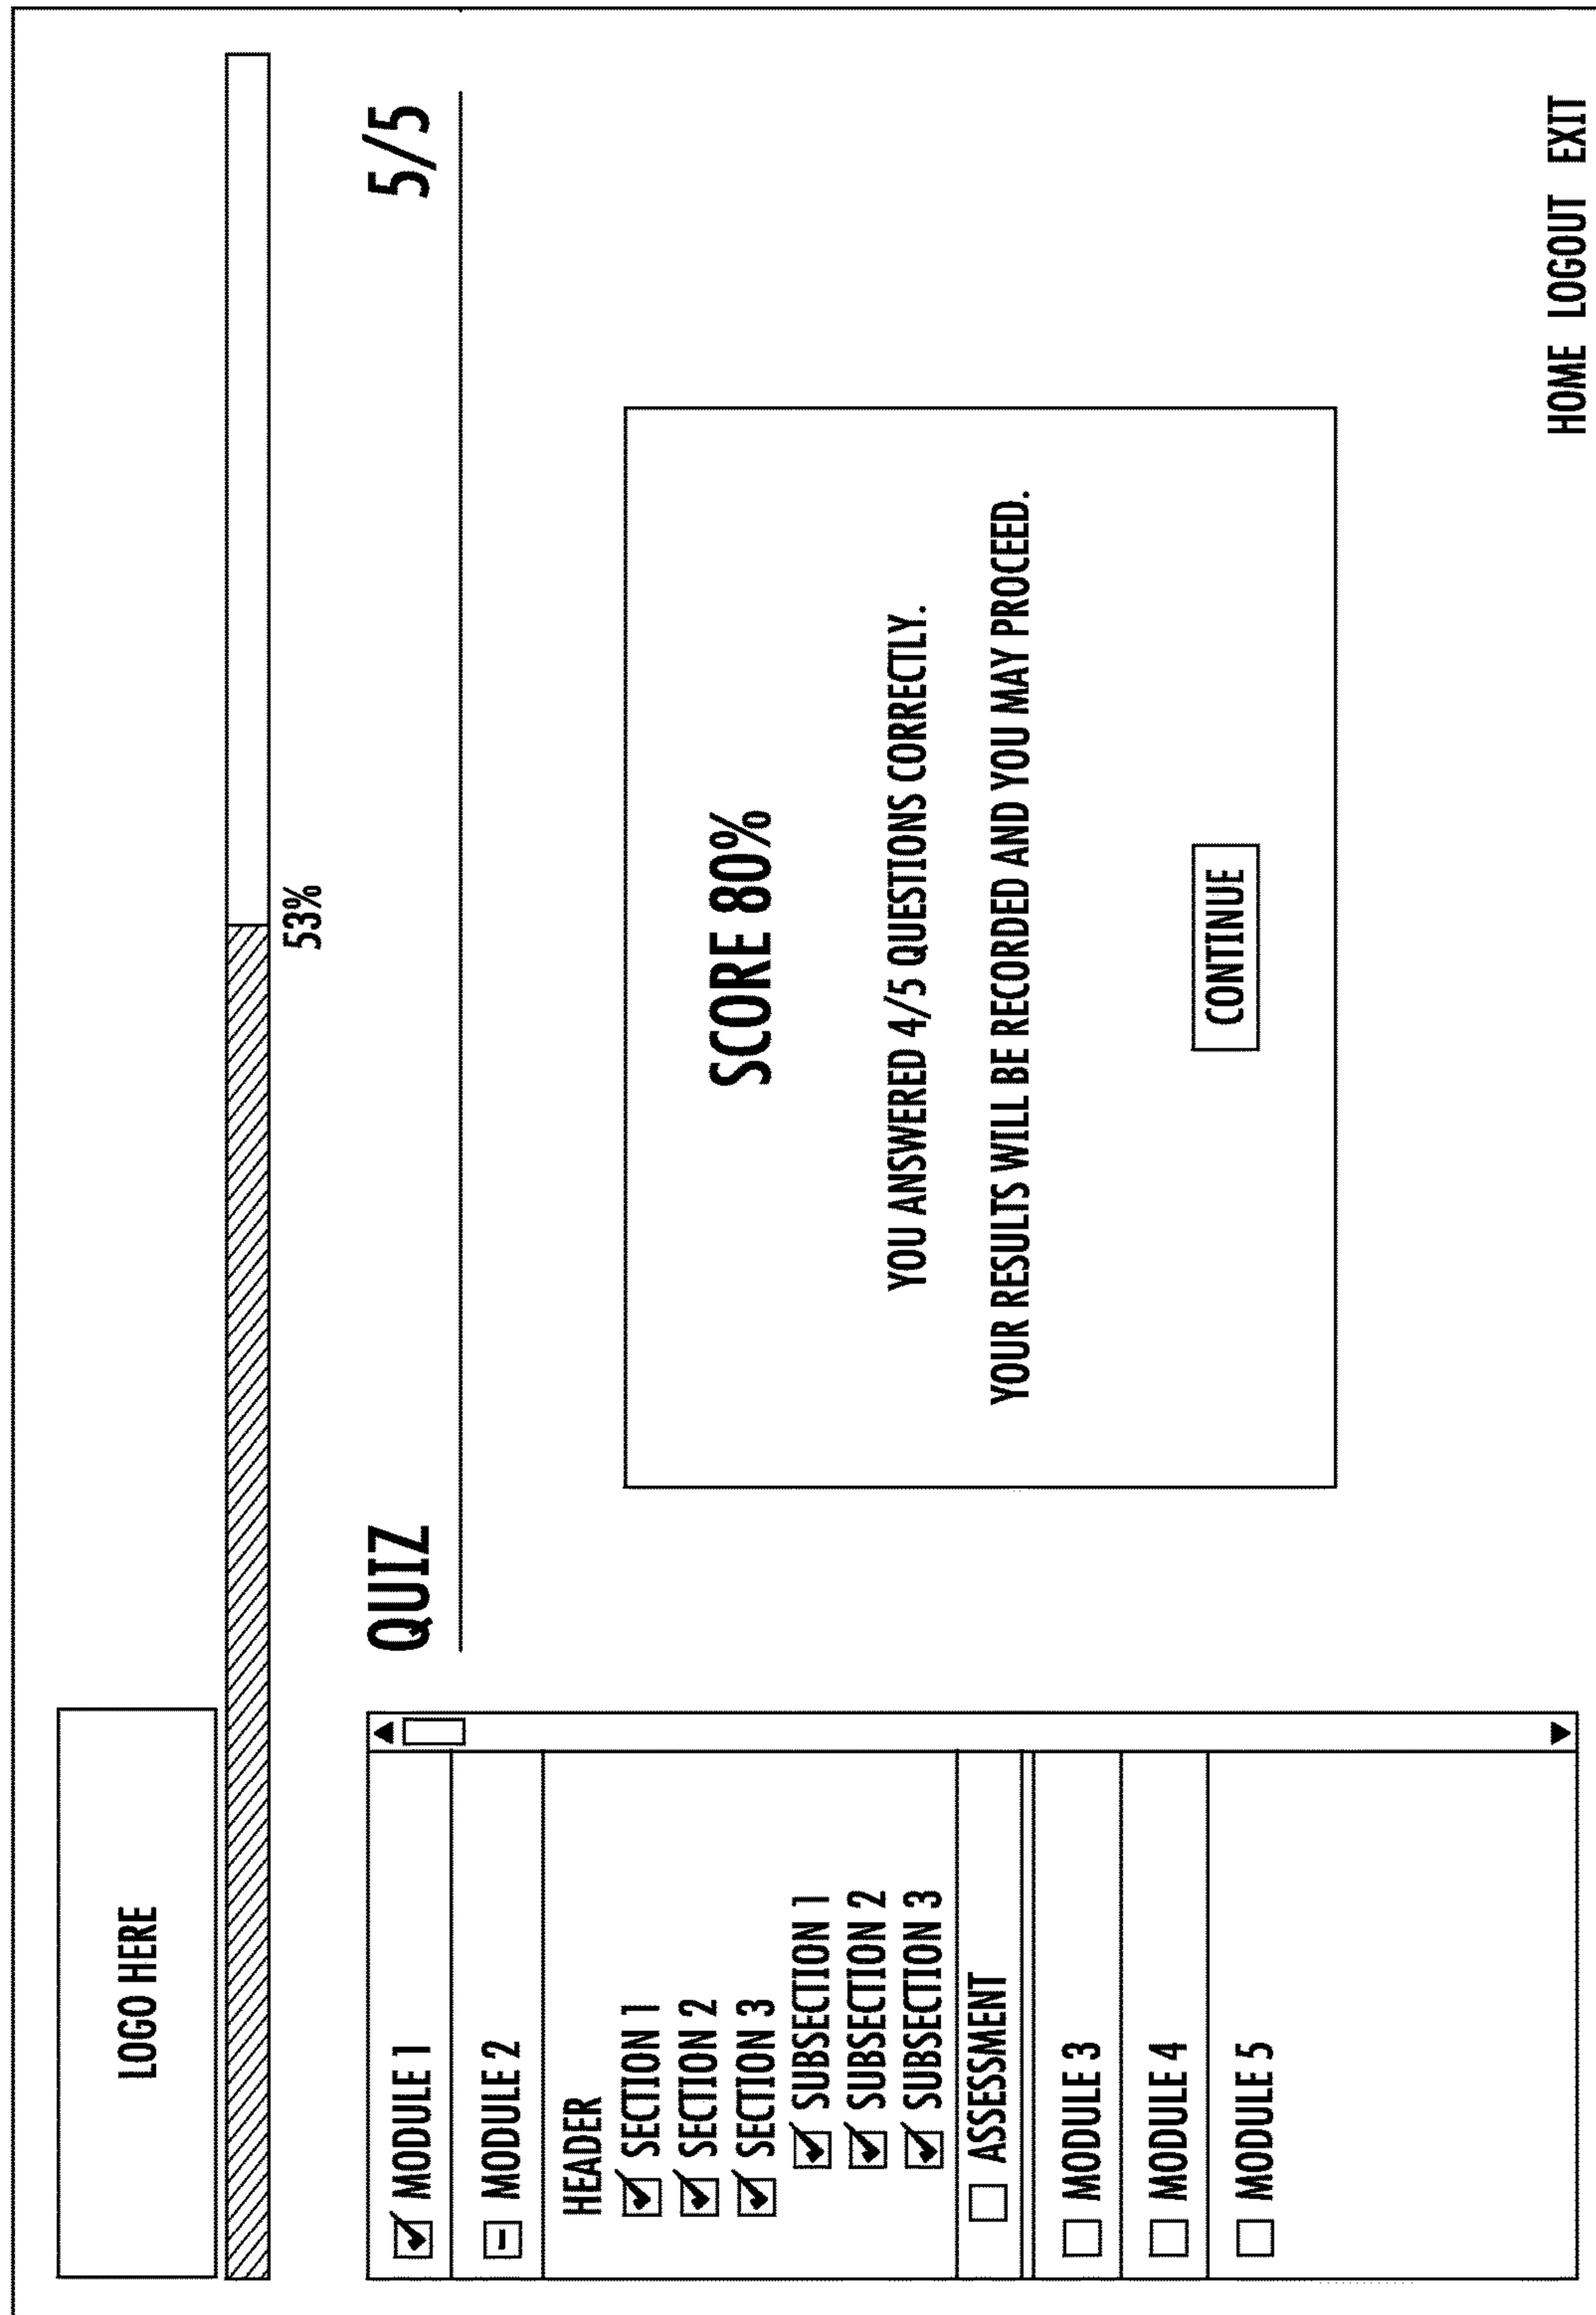 LOGO HERE
53%
MODULE 1
MODULE 2
HEADER
SECTION 1
SECTION 2
SECTION 3
SUBSECTION 1
SUBSECTION 2
SUBSECTION 3
ASSESSMENT
MODULE 3
MODULE 4
MODULE 5
QUIZ 5/5
SCORE 80%
YOU ANSWERED 4/5 QUESTIONS CORRECTLY.
YOUR RESULTS WILL BE RECORDED AND YOU MAY PROCEED.
CONTINUE
HOME LOGOUT EXIT